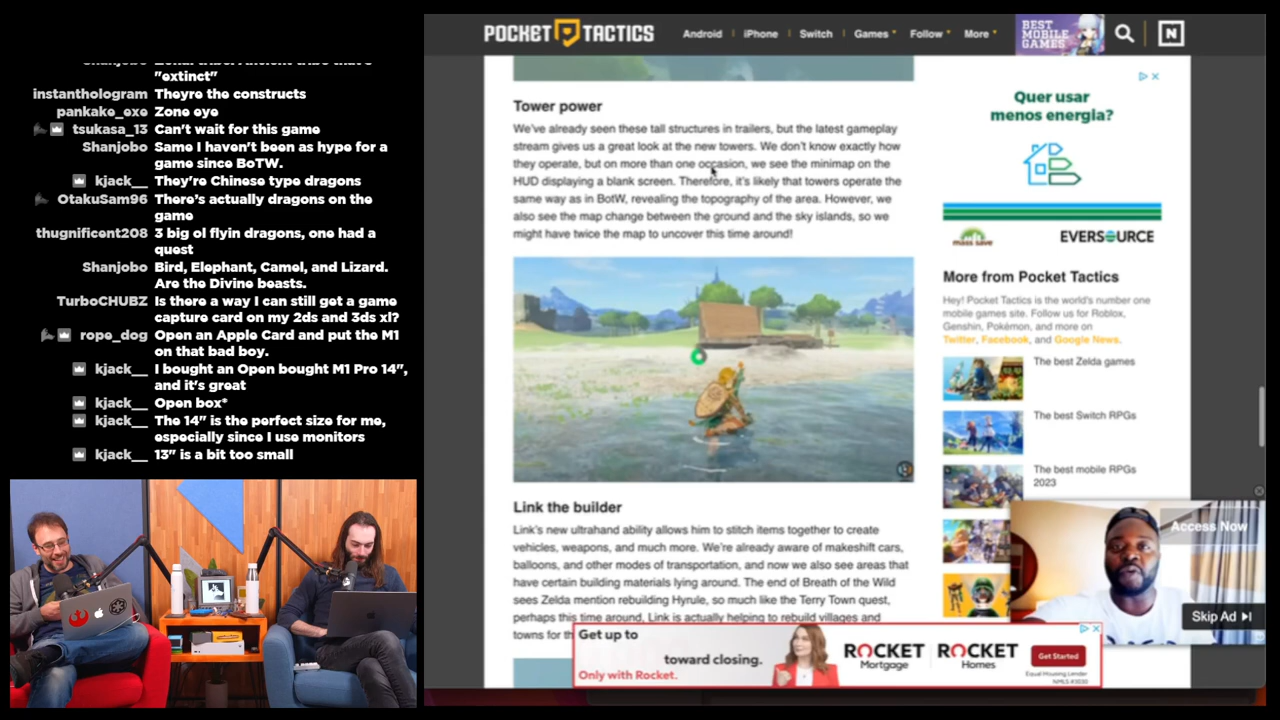 "extinct"
instanthologram Theyre the constructs
pankake_exe Zone eye
tsukasa_13 Can't wait for this game
Shanjobo Same I haven't been as hype for a
game since BoTW.
kjack__ They're Chinese type dragons
OtakuSam96 There's actually dragons on the
game
thugnificent208 3 big ol flyin dragons, one had a
quest
Shanjobo Bird, Elephant, Camel, and Lizard.
Are the Divine beasts.
TurboCHUBZ Is there a way I can still get a game
capture card on my 2ds and 3ds xl?
rope_dog Open an Apple Card and put the M1
on that bad boy.
kjack__ I bought an Open bought M1 Pro 14",
and it's great
kjack__ Open box*
kjack__ The 14" is the perfect size for me,
especially since I use monitors
kjack__ 13" is a bit too small
POCKET TACTICS
Android iPhone Switch Games Follow More
BEST
MOBILE
GAMES
N
Tower power
We've already seen these tall structures in trailers, but the latest gameplay
stream gives us a great look at the new towers. We don't know exactly how
they operate, but on more than one occasion, we see the minimap on the
HUD displaying a blank screen. Therefore, it's likely that towers operate the
same way as in BotW, revealing the topography of the area. However, we
also see the map change between the ground and the sky islands, so we
might have twice the map to uncover this time around!
Link the builder
Link's new ultrahand ability allows him to stitch items together to create
vehicles, weapons, and much more. We're already aware of makeshift cars,
balloons, and other modes of transportation, and now we also see areas that
have certain building materials lying around. The end of Breath of the Wild
sees Zelda mention rebuilding Hyrule, so much like the Terry Town quest,
perhaps this time around, Link is actually helping to rebuild villages and
towns for th
Quer usar
menos energia?
mass save
EVERSOURCE
More from Pocket Tactics
Hey! Pocket Tactics is the world's number one
mobile games site. Follow us for Roblox,
Genshin, Pokémon, and more on
Twitter, Facebook, and Google News.
The best Zelda games
The best Switch RPGs
The best mobile RPGs
2023
Access Now
Skip Ad
Get up to
toward closing.
Only with Rocket.
ROCKET
Mortgage
ROCKET
Homes
Get Started
Equal Housing Lender
NMLS #3030